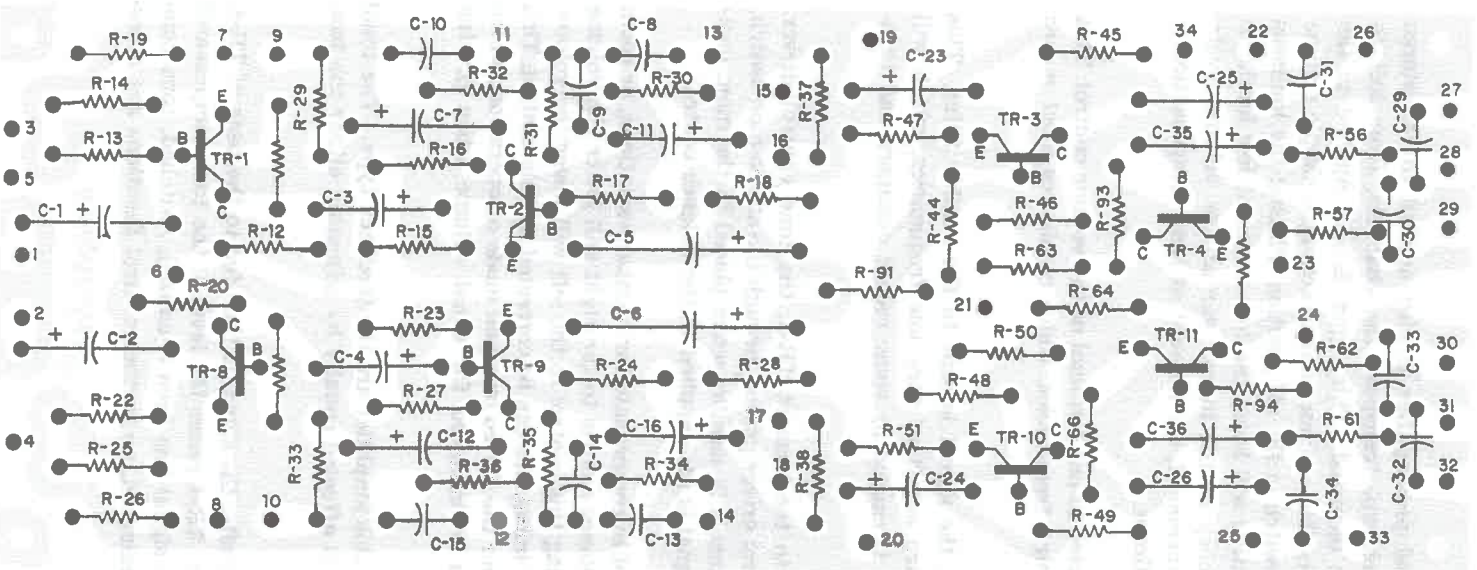 R-19 7 9 C-10 11 C-8 13 19 R-45 34 22 26
R-14 R-29 R-32 C-9 R-30 15 R-37 + C-23 C-25 + C-31 27
3 E + C-7 R-31 C-11 + R-47 TR-3 C-35 + C-29
R-13 B TR-1 R-16 16 E C R-56 28
5 C C B R-93 B
C-1 + C-3 + TR-2 B R-17 R-18 R-44 R-46 R-57 C-30 29
1 R-12 R-15 E C-5 + R-63 C TR-4 E 23
6 R-91
R-20 21 R-64
2 C R-23 E C-6 + 24
+ C-2 B C-4 + B R-50 TR-11 R-62 C-33 30
TR-8 TR-9 R-24 R-28 E C
R-22 E R-27 C R-48 B R-94 31
4 R-33 + C-12 R-35 C-14 C-16 + 17 R-51 E TR-10 C R-66 C-36 + R-61
R-25 R-36 R-34 18 R-38 + C-24 B C-26 + C-34 C-32 32
R-26 8 10 C-15 12 C-13 14 20 R-49 25 33